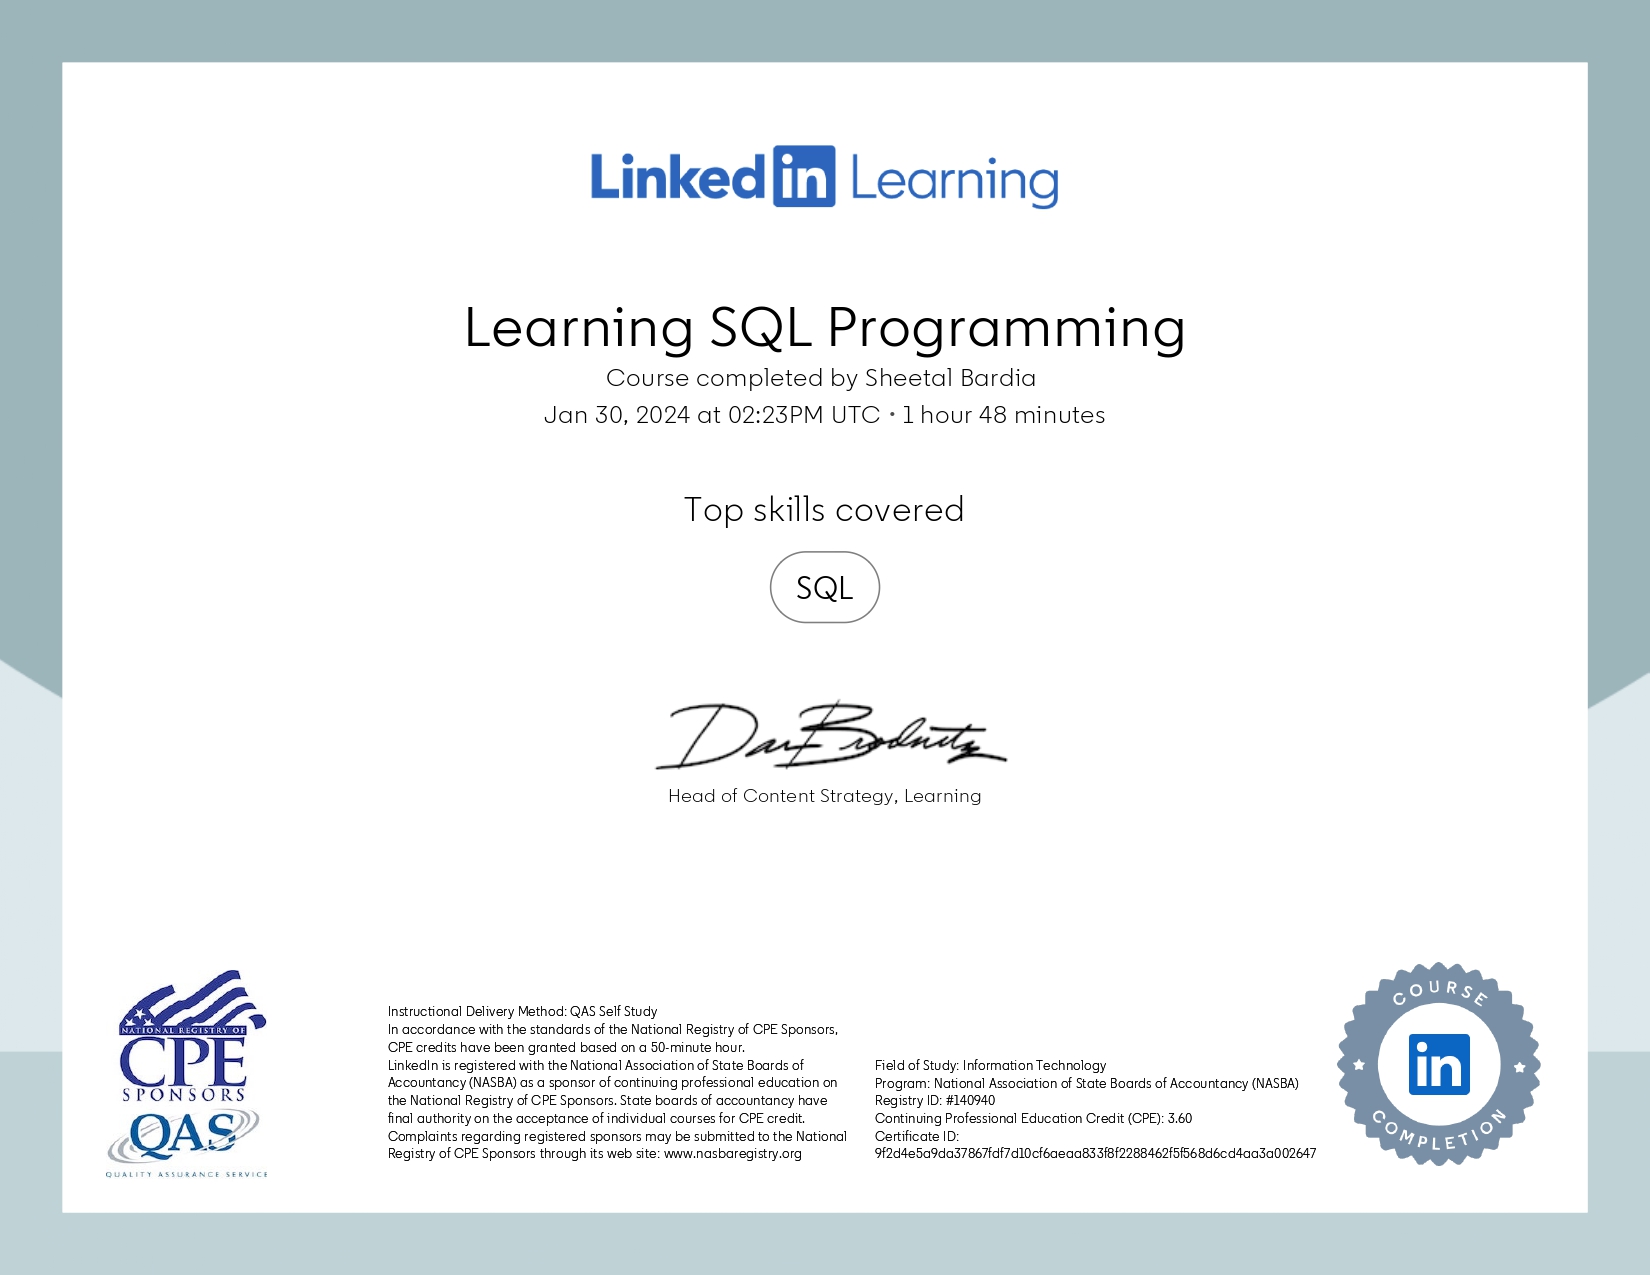 Linked in Learning
Learning SQL Programming
Course completed by Sheetal Bardia
Jan 30, 2024 at 02:23PM UTC • 1 hour 48 minutes
Top skills covered
SQL
Dan Brodnitz
Head of Content Strategy, Learning
NATIONAL REGISTRY OF
CPE
SPONSORS
QAS
QUALITY ASSURANCE SERVICE
Instructional Delivery Method: QAS Self Study
In accordance with the standards of the National Registry of CPE Sponsors,
CPE credits have been granted based on a 50-minute hour.
LinkedIn is registered with the National Association of State Boards of
Accountancy (NASBA) as a sponsor of continuing professional education on
the National Registry of CPE Sponsors. State boards of accountancy have
final authority on the acceptance of individual courses for CPE credit.
Complaints regarding registered sponsors may be submitted to the National
Registry of CPE Sponsors through its web site: www.nasbaregistry.org
Field of Study: Information Technology
Program: National Association of State Boards of Accountancy (NASBA)
Registry ID: #140940
Continuing Professional Education Credit (CPE): 3.60
Certificate ID:
9f2d4e5a9da37867fdf7d10cf6aeaa833f8f2288462f5f568d6cd4aa3a002647
COURSE
in
COMPLETION